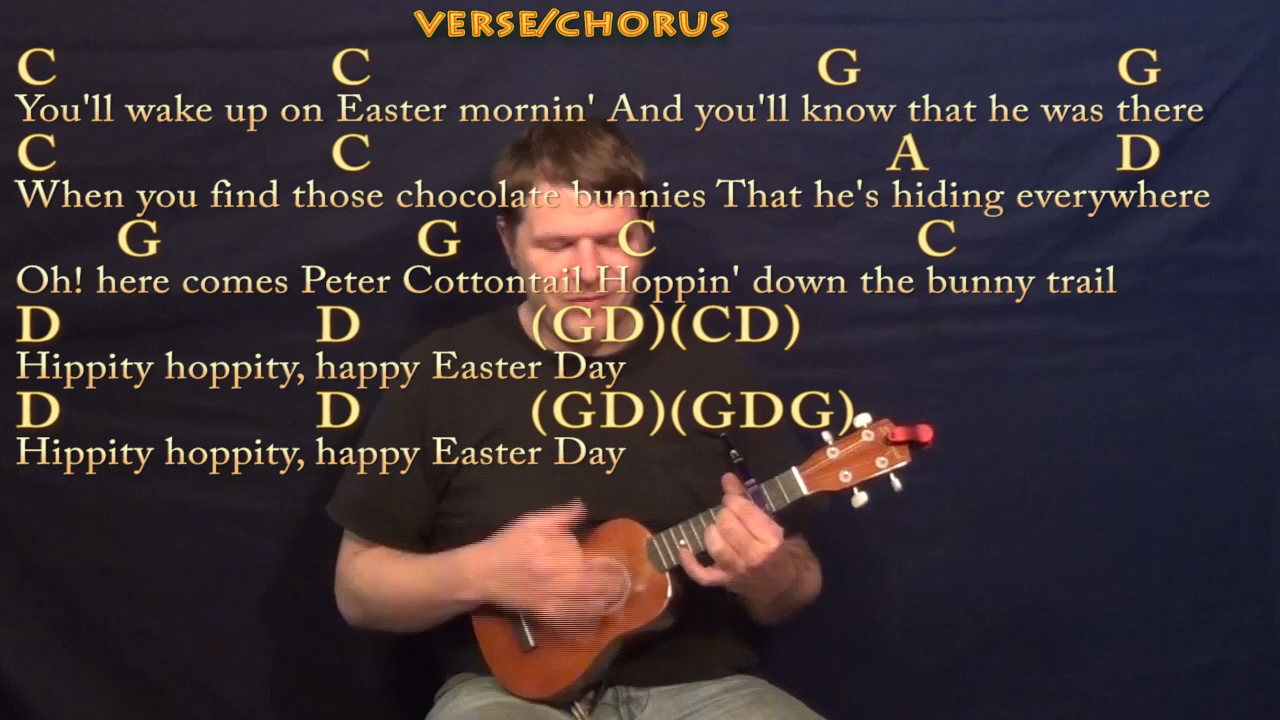 VERSE/CHORUS
C C G G
You'll wake up on Easter mornin' And you'll know that he was there
C C A D
When you find those chocolate bunnies That he's hiding everywhere
G G C C
Oh! here comes Peter Cottontail Hoppin' down the bunny trail
D D (GD)(CD)
Hippity hoppity, happy Easter Day
D D (GD)(GDG)
Hippity hoppity, happy Easter Day